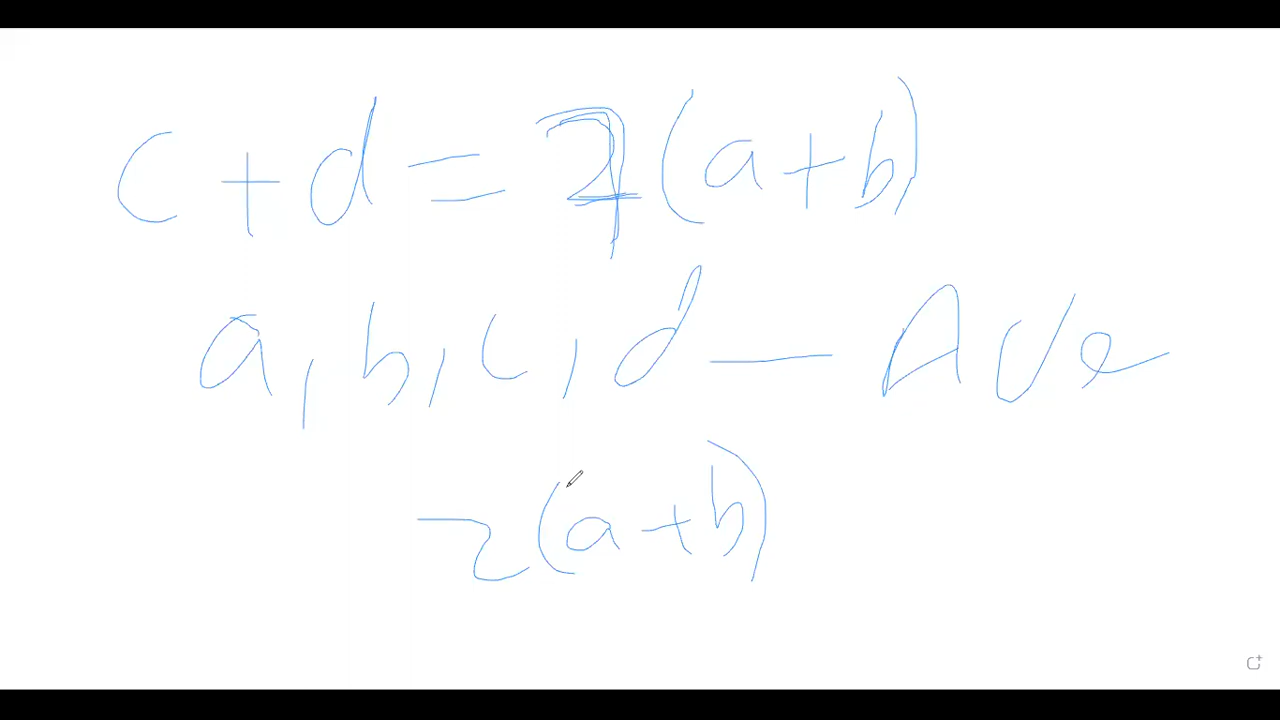 c+d = 7(a+b)
a, b, c, d — Ave
2(a+b)